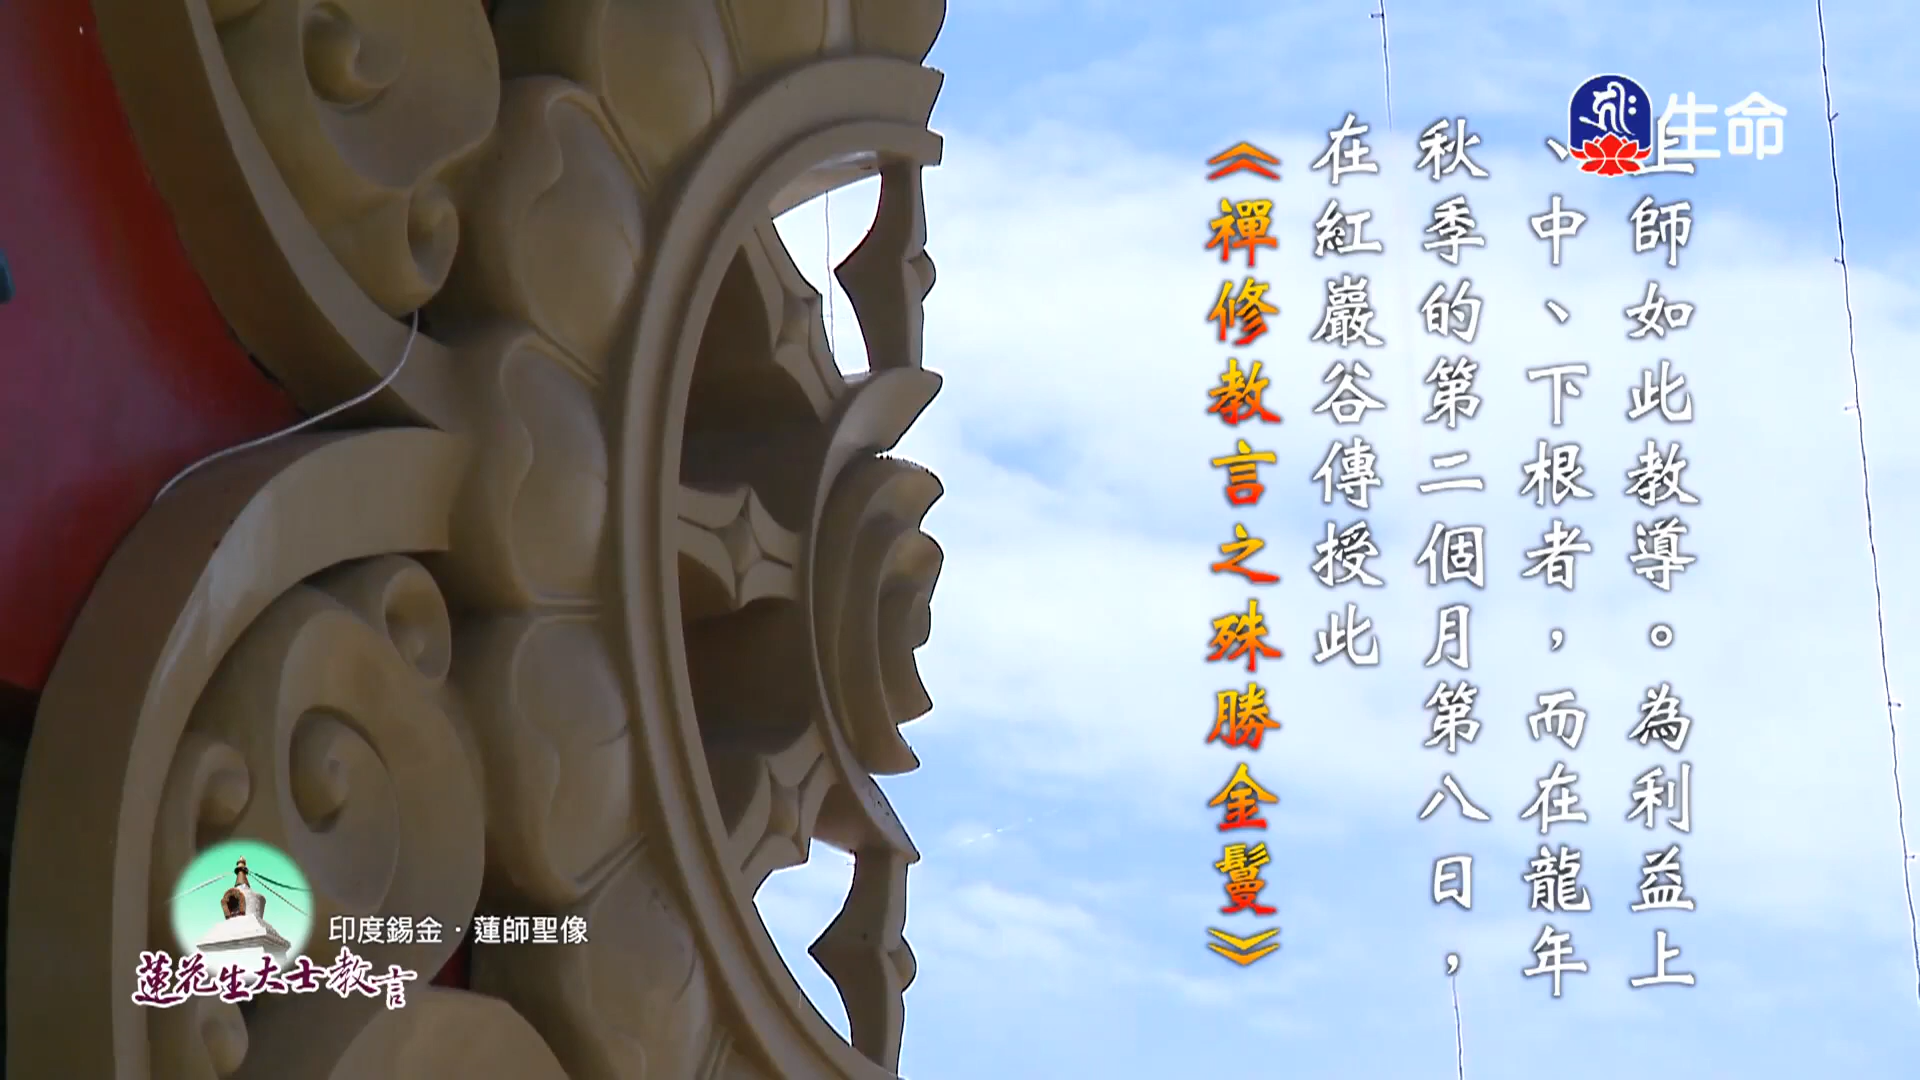 上師如此教導。為利益上
、中、下根者，而在龍年
秋季的第二個月第八日，
在紅巖谷傳授此
《禪修教言之殊勝金鬘》
生命
印度錫金．蓮師聖像
蓮花生大士教言